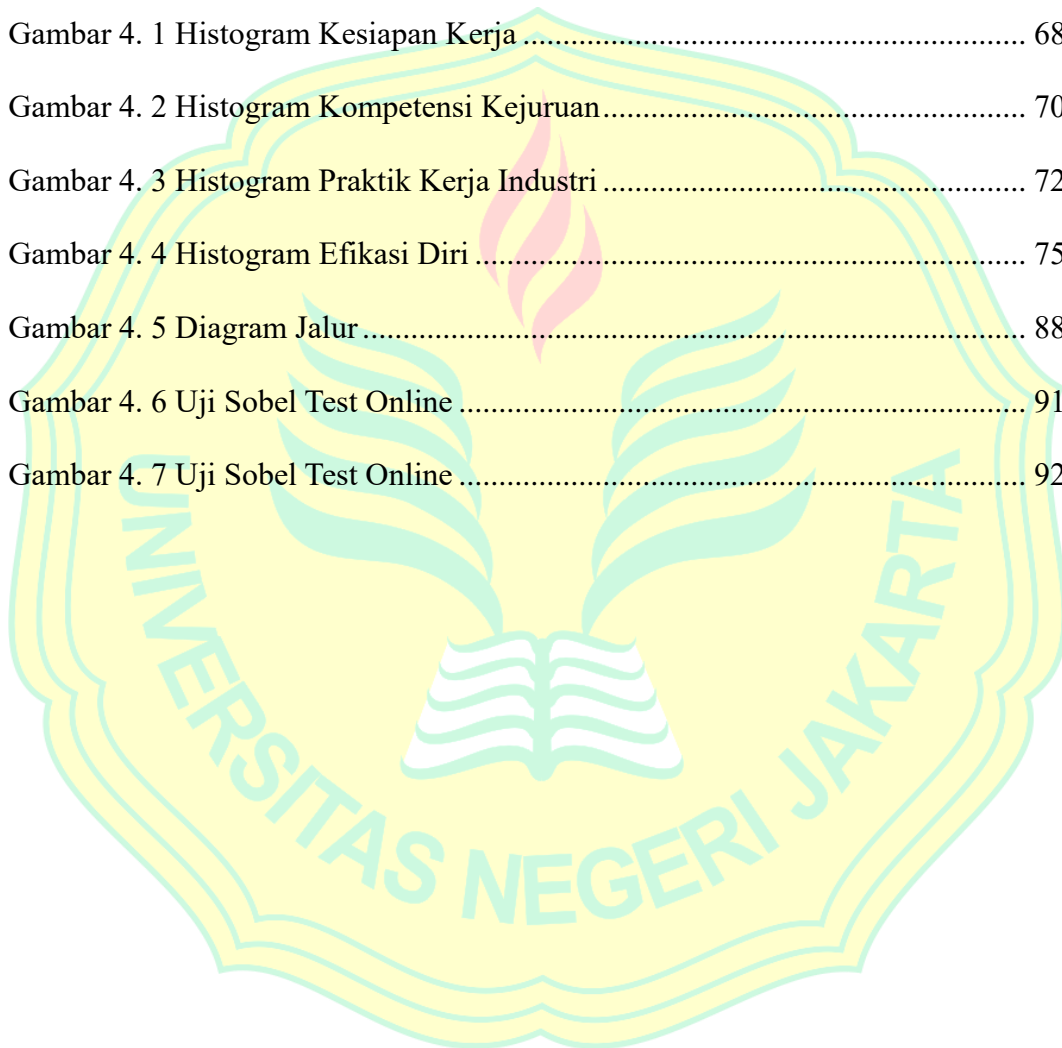 Gambar 4. 1 Histogram Kesiapan Kerja ................................................................ 68
Gambar 4. 2 Histogram Kompetensi Kejuruan...................................................... 70
Gambar 4. 3 Histogram Praktik Kerja Industri ...................................................... 72
Gambar 4. 4 Histogram Efikasi Diri ...................................................................... 75
Gambar 4. 5 Diagram Jalur .................................................................................... 88
Gambar 4. 6 Uji Sobel Test Online ........................................................................ 91
Gambar 4. 7 Uji Sobel Test Online ........................................................................ 92
UNIVERSITAS NEGERI JAKARTA